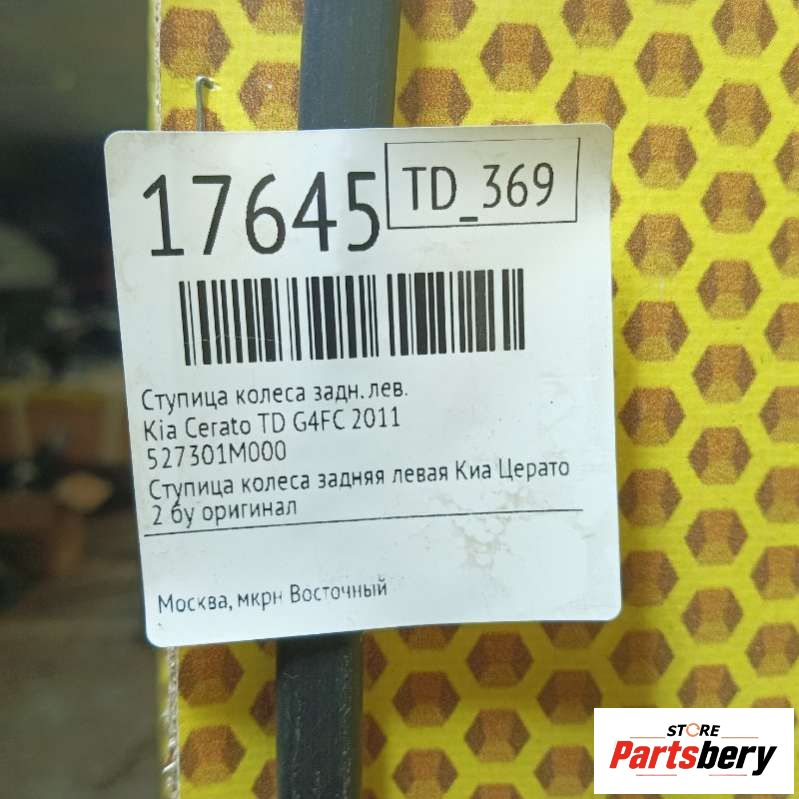 17645
TD_369
Ступица колеса задн. лев.
Kia Cerato TD G4FC 2011
527301M000
Ступица колеса задняя левая Киа Церато
2 бу оригинал
Москва, мкрн Восточный
STORE
Partsbery